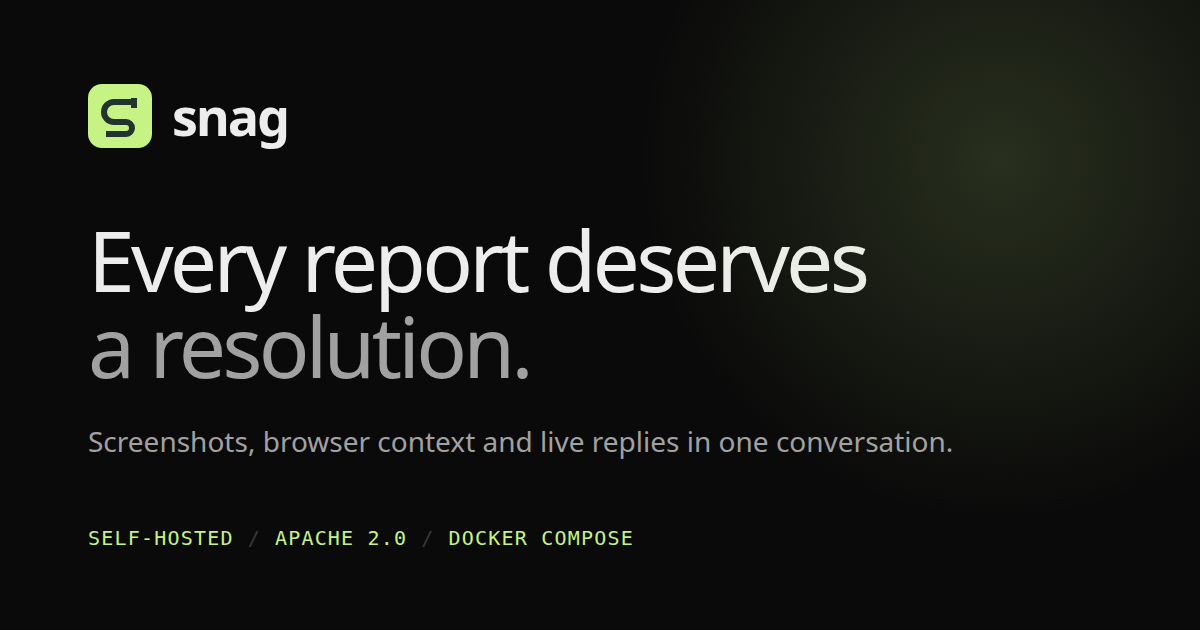 snag
Every report deserves
a resolution.
Screenshots, browser context and live replies in one conversation.
SELF-HOSTED / APACHE 2.0 / DOCKER COMPOSE